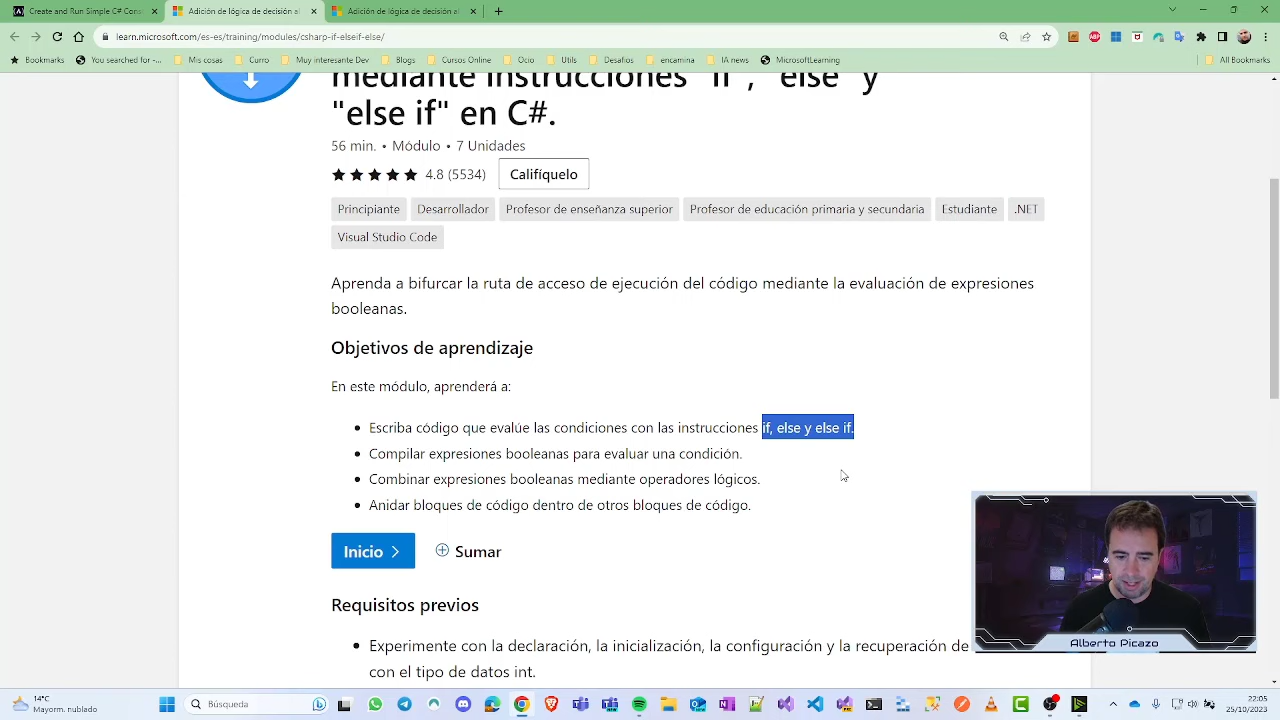 Create and Run Simple C# Cons
Adición de lógica de decisión al
Adición de lógica de decisión al
learn.microsoft.com/es-es/training/modules/csharp-if-elseif-else/
Bookmarks
You searched for -...
Mis cosas
Curro
Muy interesante Dev
Blogs
Cursos Online
Ocio
Utils
Desafios
encamina
IA news
MicrosoftLearning
All Bookmarks
mediante instrucciones "if", "else" y
"else if" en C#.
56 min. • Módulo • 7 Unidades
4.8 (5534)
Califíquelo
Principiante
Desarrollador
Profesor de enseñanza superior
Profesor de educación primaria y secundaria
Estudiante
.NET
Visual Studio Code
Aprenda a bifurcar la ruta de acceso de ejecución del código mediante la evaluación de expresiones
booleanas.
Objetivos de aprendizaje
En este módulo, aprenderá a:
• Escriba código que evalúe las condiciones con las instrucciones if, else y else if.
• Compilar expresiones booleanas para evaluar una condición.
• Combinar expresiones booleanas mediante operadores lógicos.
• Anidar bloques de código dentro de otros bloques de código.
Inicio
Sumar
Requisitos previos
• Experimente con la declaración, la inicialización, la configuración y la recuperación de
con el tipo de datos int.
Alberto Picazo
14°C
Mayorm. nublado
Búsqueda
22:05
25/10/2023